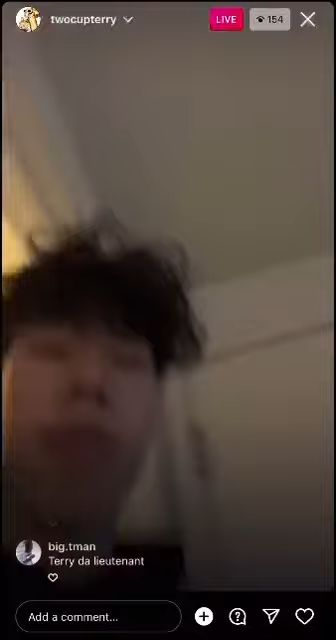 twocupterry
LIVE
154
big.tman
Terry da lieutenant
Add a comment...